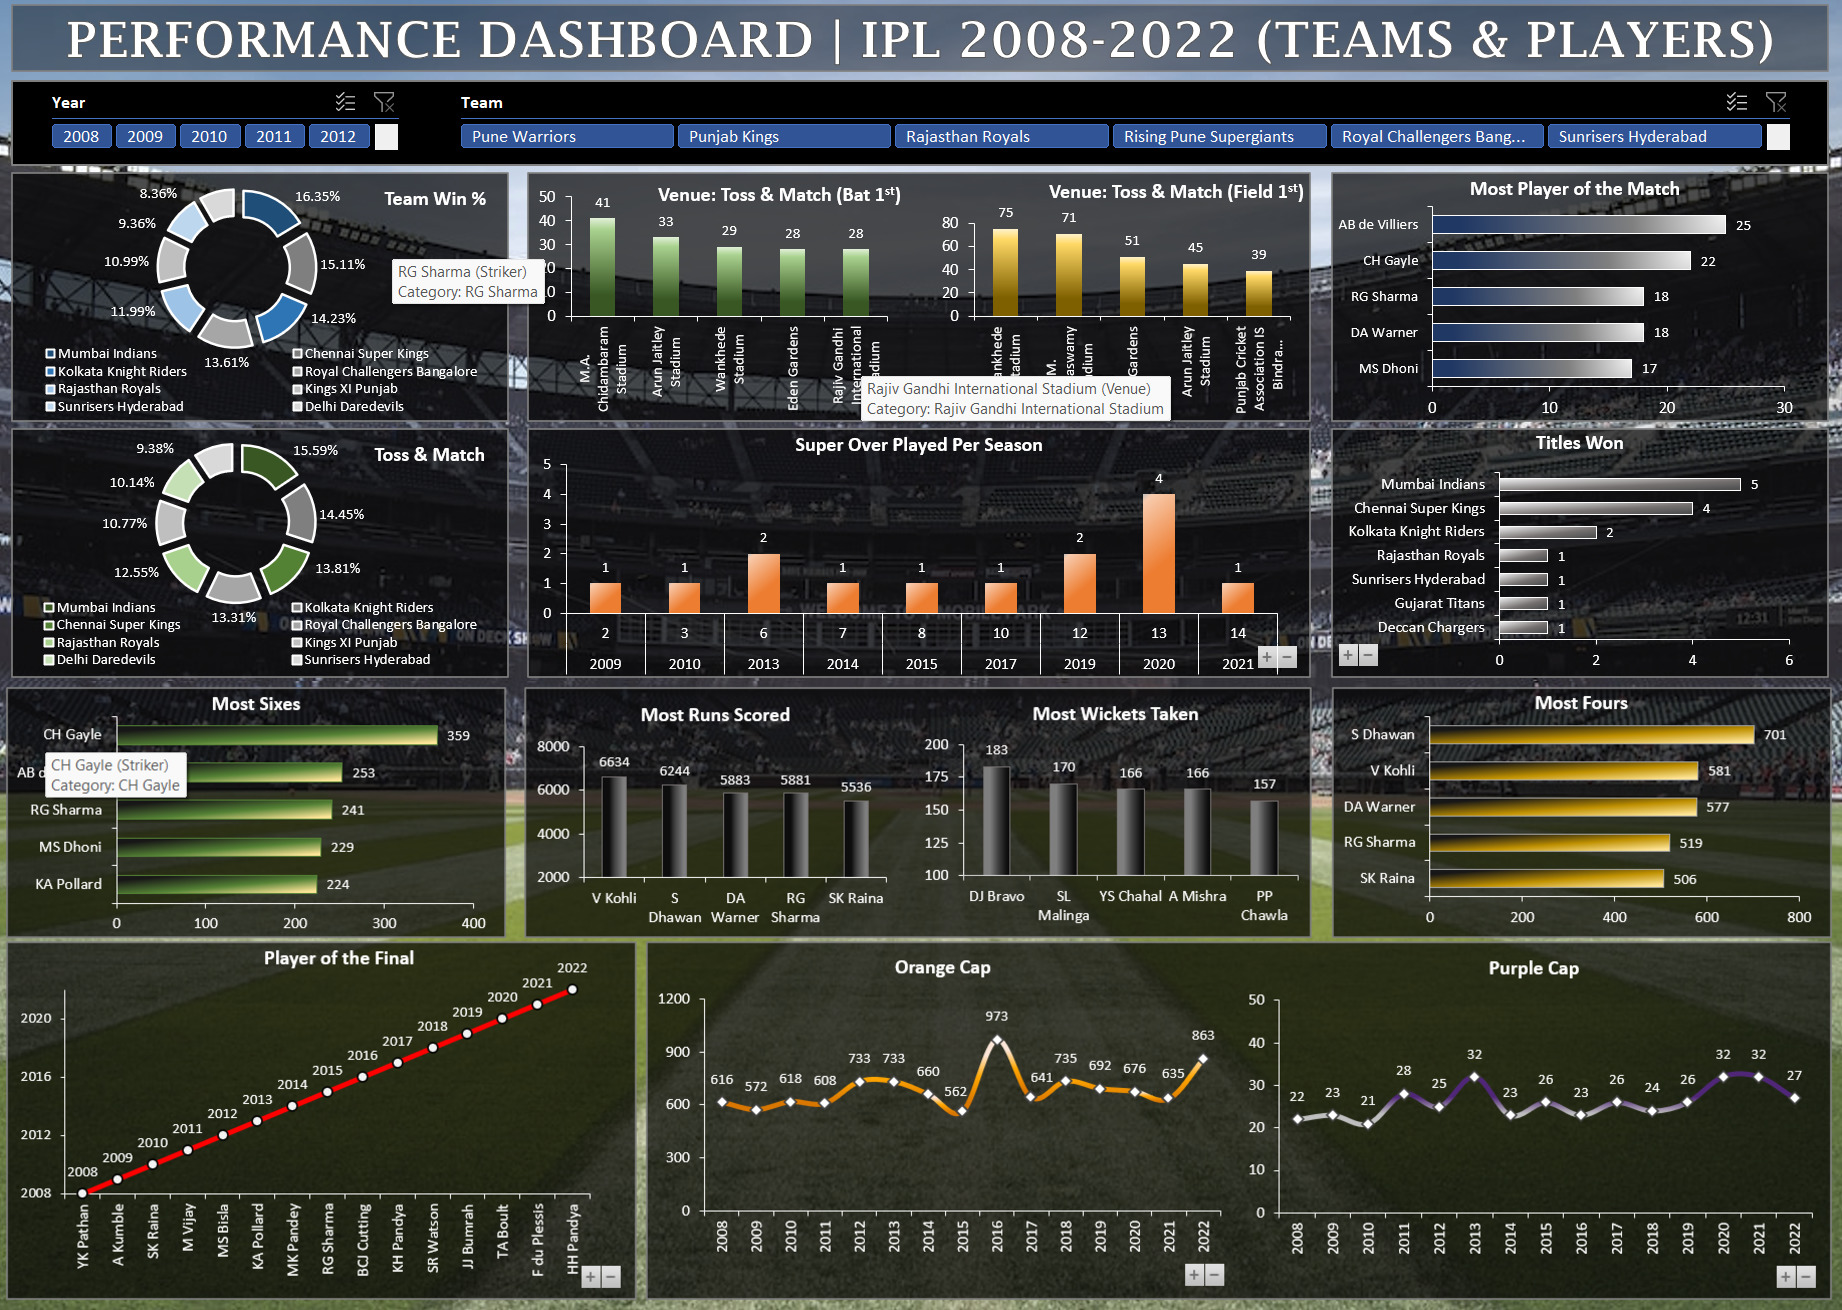 PERFORMANCE DASHBOARD | IPL 2008-2022 (TEAMS & PLAYERS)
Year
2008 2009 2010 2011 2012
Team
Pune Warriors Punjab Kings Rajasthan Royals Rising Pune Supergiants Royal Challengers Bang... Sunrisers Hyderabad
Team Win %
16.35%
15.11%
14.23%
13.61%
11.99%
10.99%
9.36%
8.36%
Mumbai Indians Chennai Super Kings
Kolkata Knight Riders Royal Challengers Bangalore
Rajasthan Royals Kings XI Punjab
Sunrisers Hyderabad Delhi Daredevils
RG Sharma (Striker)
Category: RG Sharma
Venue: Toss & Match (Bat 1st)
50
40
30
0
0
0
41 33 29 28 28
M.A.
Chidambaram
Stadium
Arun Jaitley
Stadium
Wankhede
Stadium
Eden Gardens
Rajiv Gandhi
International
Stadium
Venue: Toss & Match (Field 1st)
80
60
40
20
0
75 71 51 45 39
Wankhede
Stadium
M.
Gardens
Arun Jaitley
Stadium
Punjab Cricket
Association IS
Bindra...
Rajiv Gandhi International Stadium (Venue)
Category: Rajiv Gandhi International Stadium
Most Player of the Match
AB de Villiers 25
CH Gayle 22
RG Sharma 18
DA Warner 18
MS Dhoni 17
0 10 20 30
Toss & Match
15.59%
14.45%
13.81%
13.31%
12.55%
10.77%
10.14%
9.38%
Mumbai Indians Kolkata Knight Riders
Chennai Super Kings Royal Challengers Bangalore
Rajasthan Royals Kings XI Punjab
Delhi Daredevils Sunrisers Hyderabad
Super Over Played Per Season
5
4
3
2
1
0
1 1 2 1 1 1 2 4 1
2 3 6 7 8 10 12 13 14
2009 2010 2013 2014 2015 2017 2019 2020 2021
+ −
Titles Won
Mumbai Indians 5
Chennai Super Kings 4
Kolkata Knight Riders 2
Rajasthan Royals 1
Sunrisers Hyderabad 1
Gujarat Titans 1
Deccan Chargers 1
0 2 4 6
+ −
Most Sixes
CH Gayle 359
AB d 253
RG Sharma 241
MS Dhoni 229
KA Pollard 224
0 100 200 300 400
CH Gayle (Striker)
Category: CH Gayle
Most Runs Scored
8000
6000
4000
2000
6634 6244 5883 5881 5536
V Kohli
S
Dhawan
DA
Warner
RG
Sharma
SK Raina
Most Wickets Taken
200
175
150
125
100
183 170 166 166 157
DJ Bravo
SL
Malinga
YS Chahal
A Mishra
PP
Chawla
Most Fours
S Dhawan 701
V Kohli 581
DA Warner 577
RG Sharma 519
SK Raina 506
0 200 400 600 800
Player of the Final
2020
2016
2012
2008
2008 2009 2010 2011 2012 2013 2014 2015 2016 2017 2018 2019 2020 2021 2022
YK Pathan
A Kumble
SK Raina
M Vijay
MS Bisla
KA Pollard
MK Pandey
RG Sharma
BCJ Cutting
KH Pandya
SR Watson
JJ Bumrah
TA Boult
F du Plessis
HH Pandya
+ −
Orange Cap
1200
900
600
300
0
616 572 618 608 733 733 660 562 973 641 735 692 676 635 863
2008 2009 2010 2011 2012 2013 2014 2015 2016 2017 2018 2019 2020 2021 2022
+ −
Purple Cap
50
40
30
20
10
0
22 23 21 28 25 32 23 26 23 26 24 26 32 32 27
2008 2009 2010 2011 2012 2013 2014 2015 2016 2017 2018 2019 2020 2021 2022
+ −